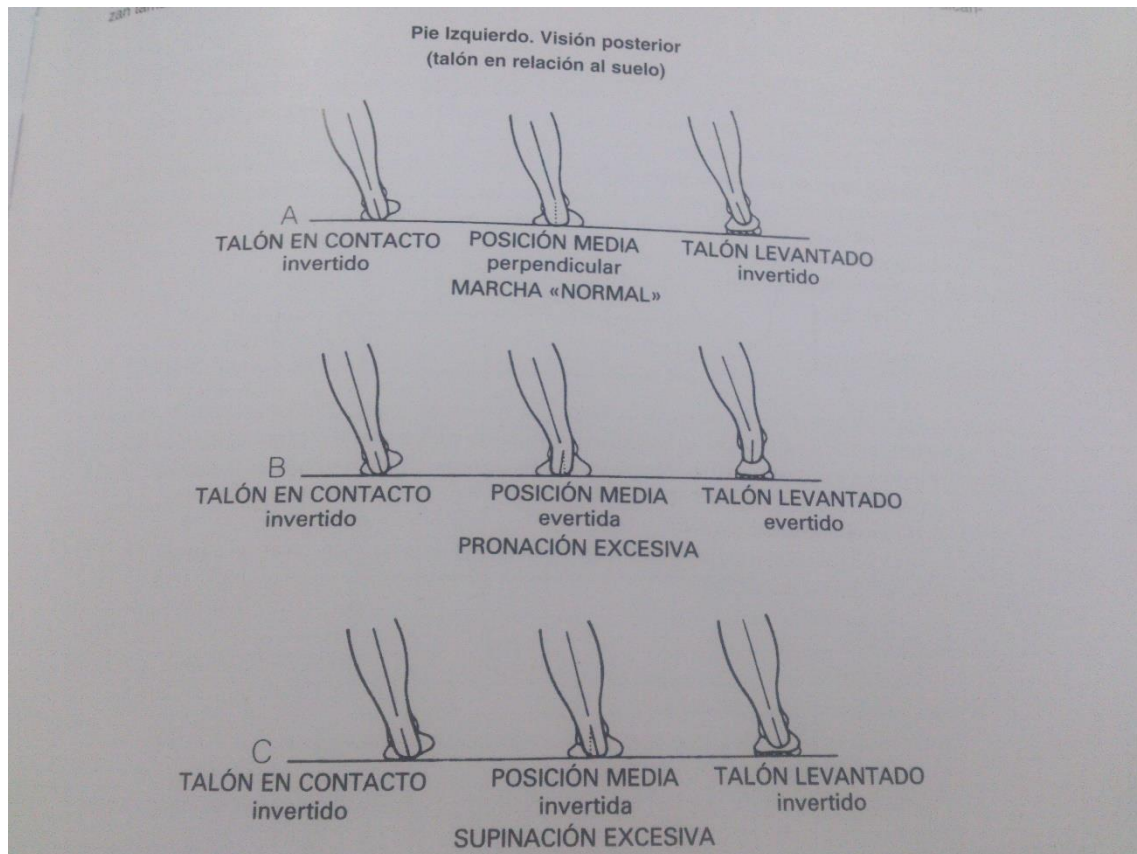 zan
Pie Izquierdo. Visión posterior
(talón en relación al suelo)
A
TALÓN EN CONTACTO
invertido
POSICIÓN MEDIA
perpendicular
TALÓN LEVANTADO
invertido
MARCHA «NORMAL»
B
TALÓN EN CONTACTO
invertido
POSICIÓN MEDIA
evertida
TALÓN LEVANTADO
evertido
PRONACIÓN EXCESIVA
C
TALÓN EN CONTACTO
invertido
POSICIÓN MEDIA
invertida
TALÓN LEVANTADO
invertido
SUPINACIÓN EXCESIVA